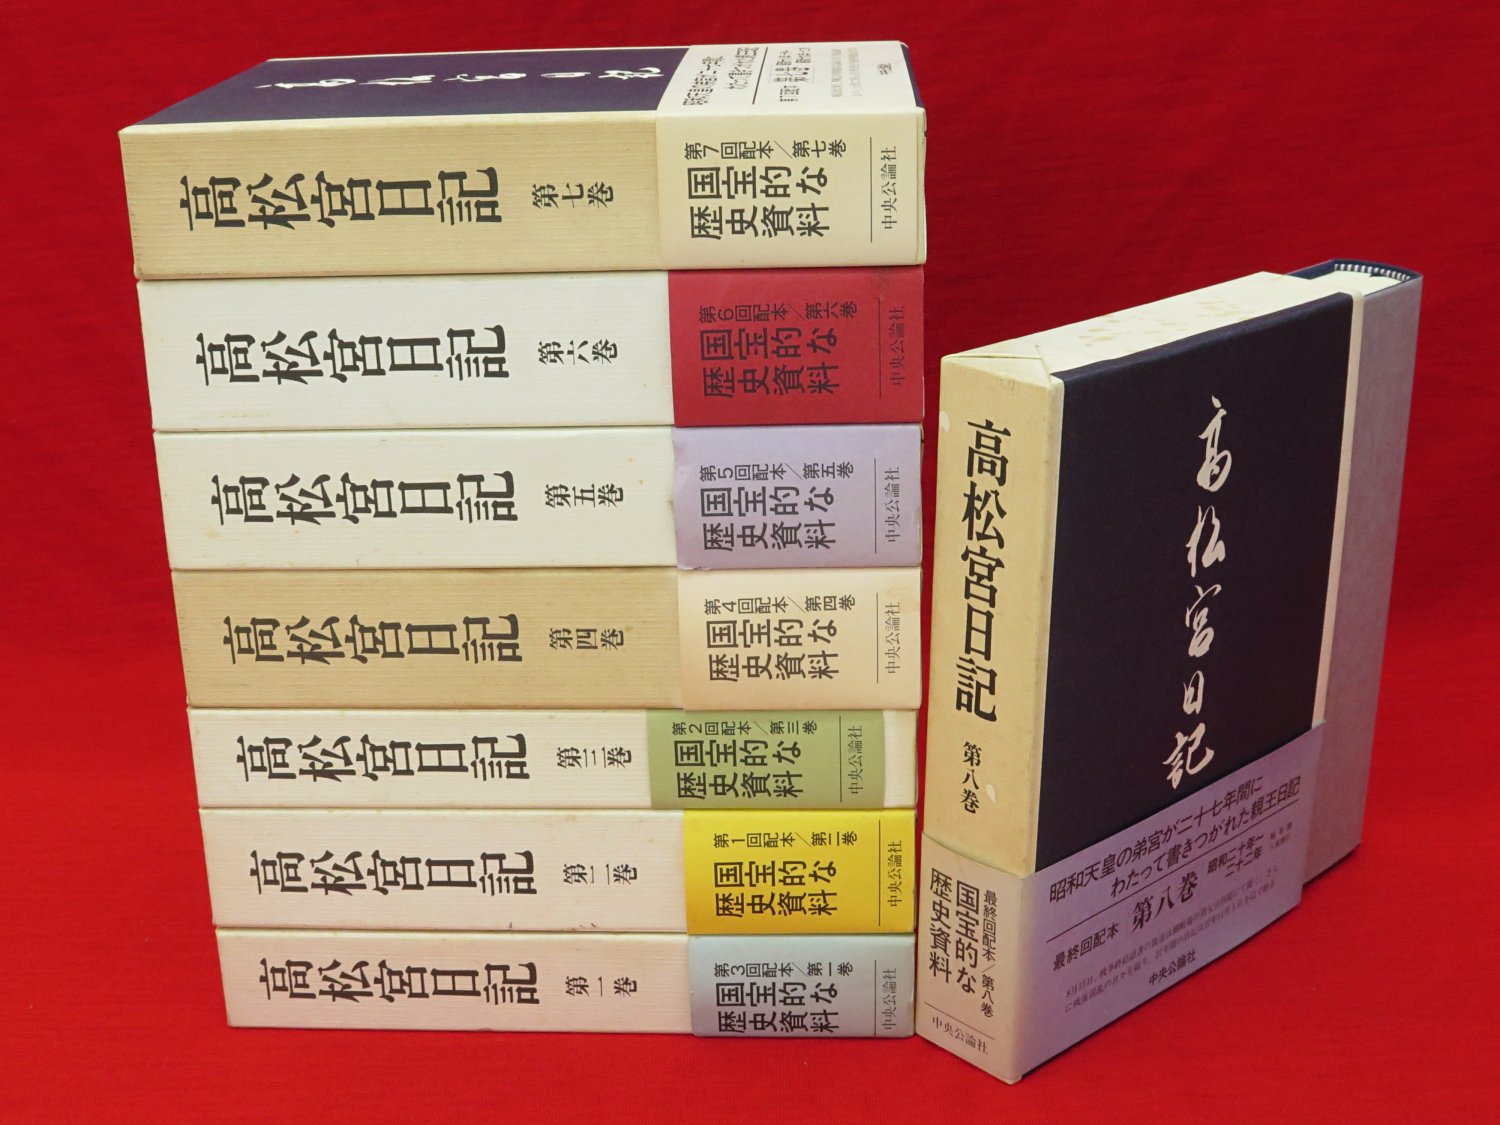 高松宮日記
高松宮日記 第七巻
第7回配本／第七巻
国宝的な
歴史資料
中央公論社
高松宮日記 第六巻
第6回配本／第六巻
国宝的な
歴史資料
中央公論社
高松宮日記 第五巻
第5回配本／第五巻
国宝的な
歴史資料
中央公論社
高松宮日記 第四巻
第4回配本／第四巻
国宝的な
歴史資料
中央公論社
高松宮日記 第三巻
第2回配本／第三巻
国宝的な
歴史資料
中央公論社
高松宮日記 第二巻
第1回配本／第二巻
国宝的な
歴史資料
中央公論社
高松宮日記 第一巻
第3回配本／第一巻
国宝的な
歴史資料
中央公論社
高松宮日記 第八巻
最終回配本／第八巻
国宝的な
歴史資料
中央公論社
高松宮日記
昭和天皇の弟宮が二十七年間に
わたって書きつがれた親王日記
最終回配本 第八巻 昭和二十年〜
二十二年
中央公論社